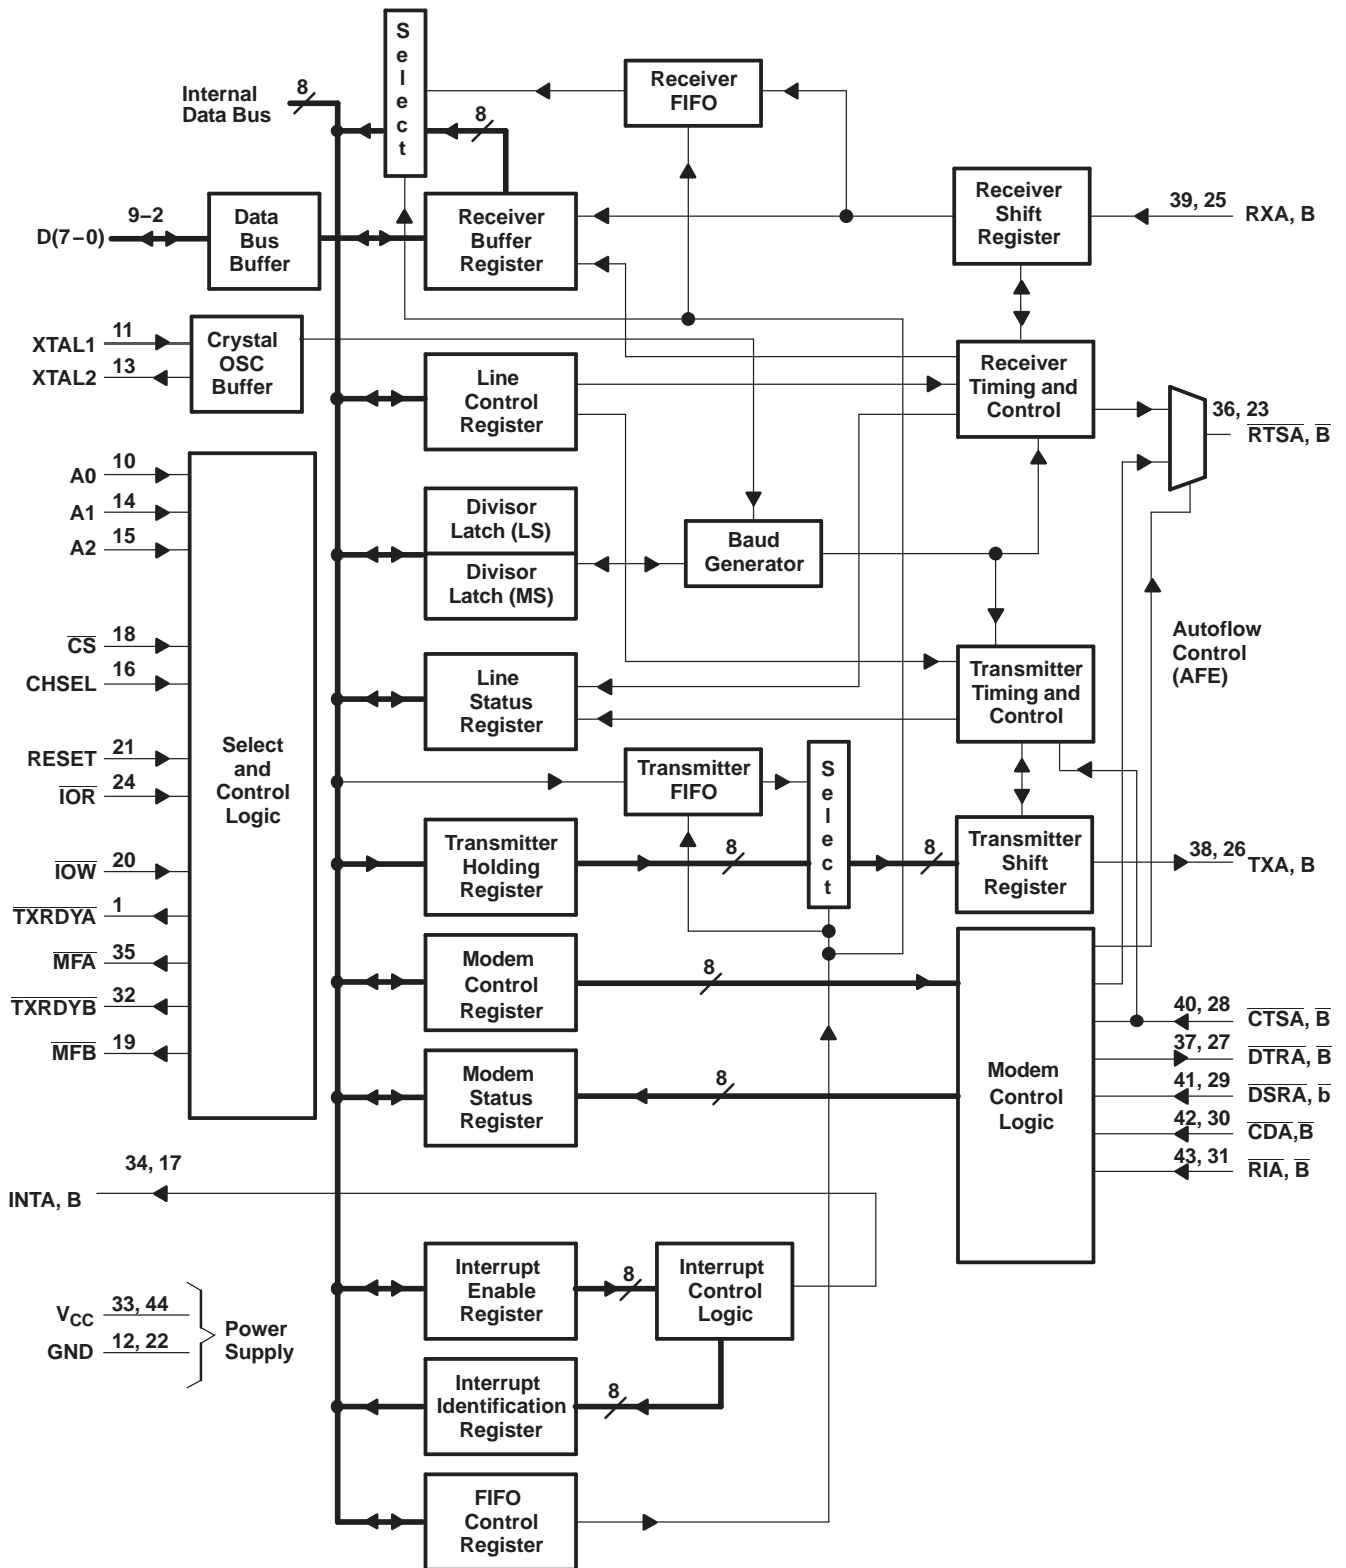 S
e
l
e
c
t
Internal
Data Bus
8
Receiver
FIFO
8
D(7–0)
9–2
Data
Bus
Buffer
Receiver
Buffer
Register
Receiver
Shift
Register
39, 25
RXA, B
XTAL1
11
XTAL2
13
Crystal
OSC
Buffer
Line
Control
Register
Receiver
Timing and
Control
36, 23
RTSA, B
A0
10
A1
14
A2
15
CS
18
CHSEL
16
RESET
21
IOR
24
IOW
20
TXRDYA
1
MFA
35
TXRDYB
32
MFB
19
Select
and
Control
Logic
Divisor
Latch (LS)
Divisor
Latch (MS)
Baud
Generator
Autoflow
Control
(AFE)
Line
Status
Register
Transmitter
Timing and
Control
Transmitter
FIFO
S
e
l
e
c
t
Transmitter
Holding
Register
8
8
Transmitter
Shift
Register
38, 26
TXA, B
Modem
Control
Register
8
Modem
Status
Register
8
Modem
Control
Logic
40, 28
CTSA, B
37, 27
DTRA, B
41, 29
DSRA, b
42, 30
CDA,B
43, 31
RIA, B
34, 17
INTA, B
Interrupt
Enable
Register
8
Interrupt
Control
Logic
VCC
33, 44
GND
12, 22
Power
Supply
Interrupt
Identification
Register
8
FIFO
Control
Register